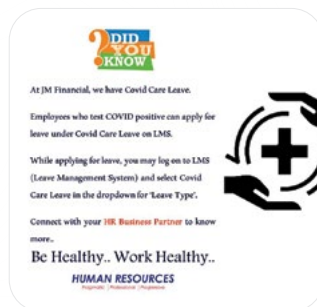 ?DID
YOU
KNOW
At JM Financial, we have Covid Care Leave.
Employees who test COVID positive can apply for
leave under Covid Care Leave on LMS.
While applying for leave, you may log on to LMS
(Leave Management System) and select Covid
Care Leave in the dropdown for 'Leave Type'.
Connect with your HR Business Partner to know
more..
Be Healthy.. Work Healthy..
HUMAN RESOURCES
Pragmatic | Professional | Progressive